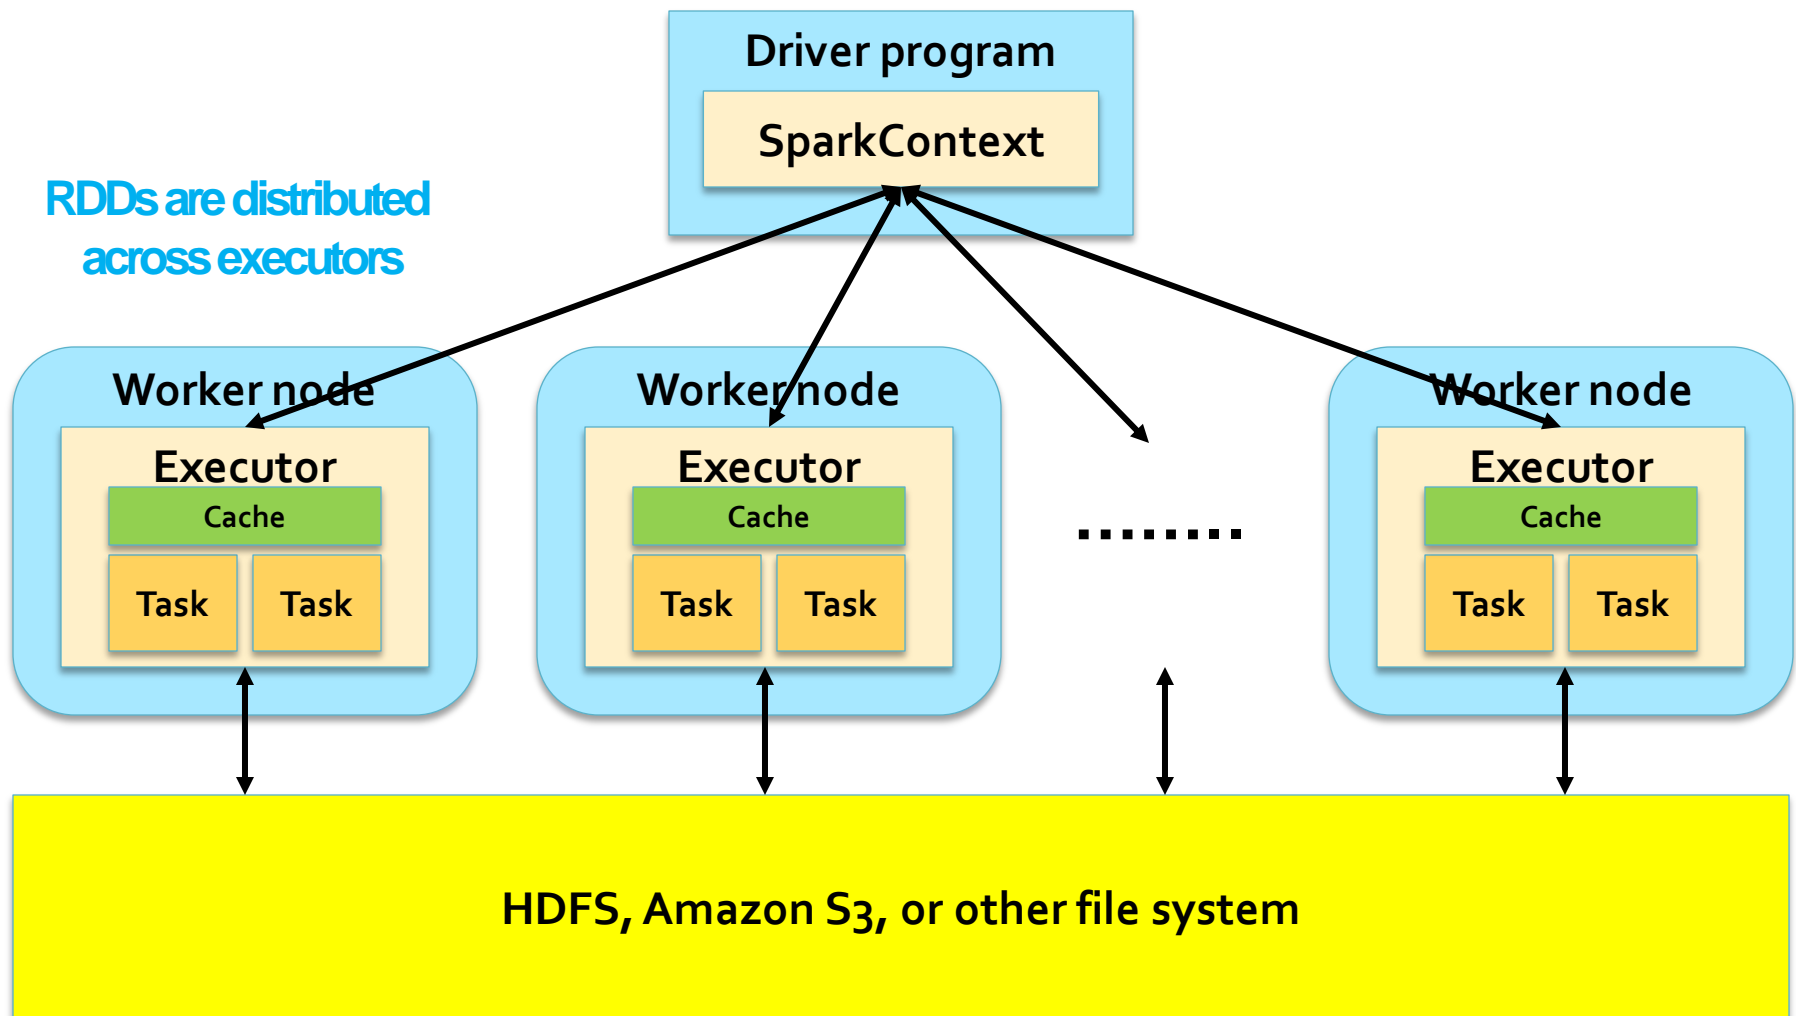 Driver program
SparkContext
RDDs are distributed
across executors
Worker node
Executor
Cache
Task Task
Worker node
Executor
Cache
Task Task
........
Worker node
Executor
Cache
Task Task
HDFS, Amazon S3, or other file system